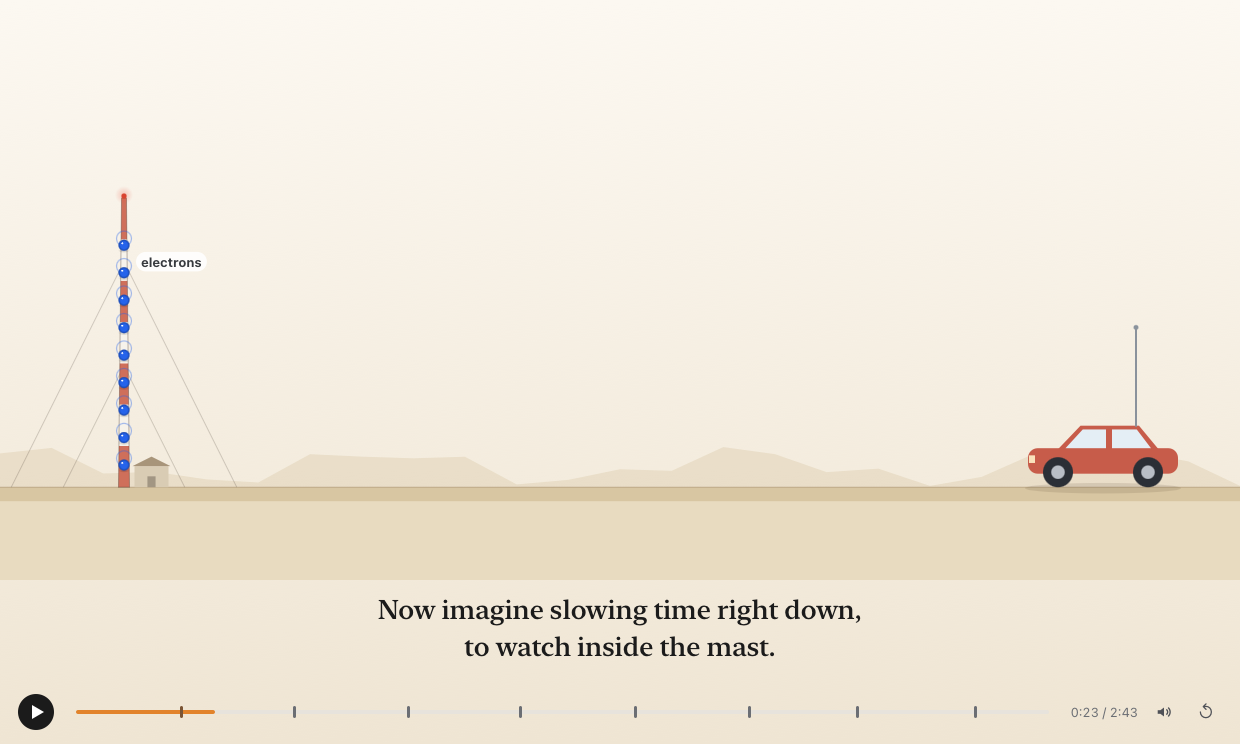 electrons
Now imagine slowing time right down,
to watch inside the mast.
0:23 / 2:43